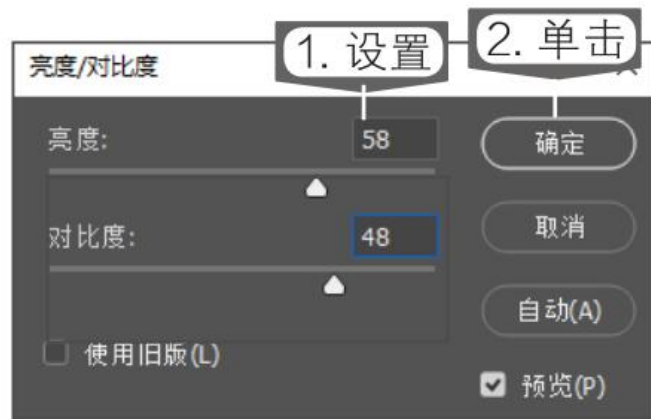 1. 设置
2. 单击
亮度/对比度
亮度:
58
确定
对比度:
48
取消
自动(A)
使用旧版(L)
预览(P)